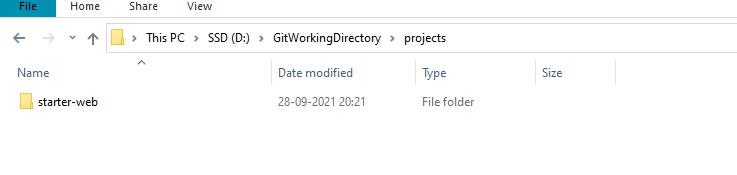 File Home Share View
This PC SSD (D:) GitWorkingDirectory projects
Name Date modified Type Size
starter-web 28-09-2021 20:21 File folder